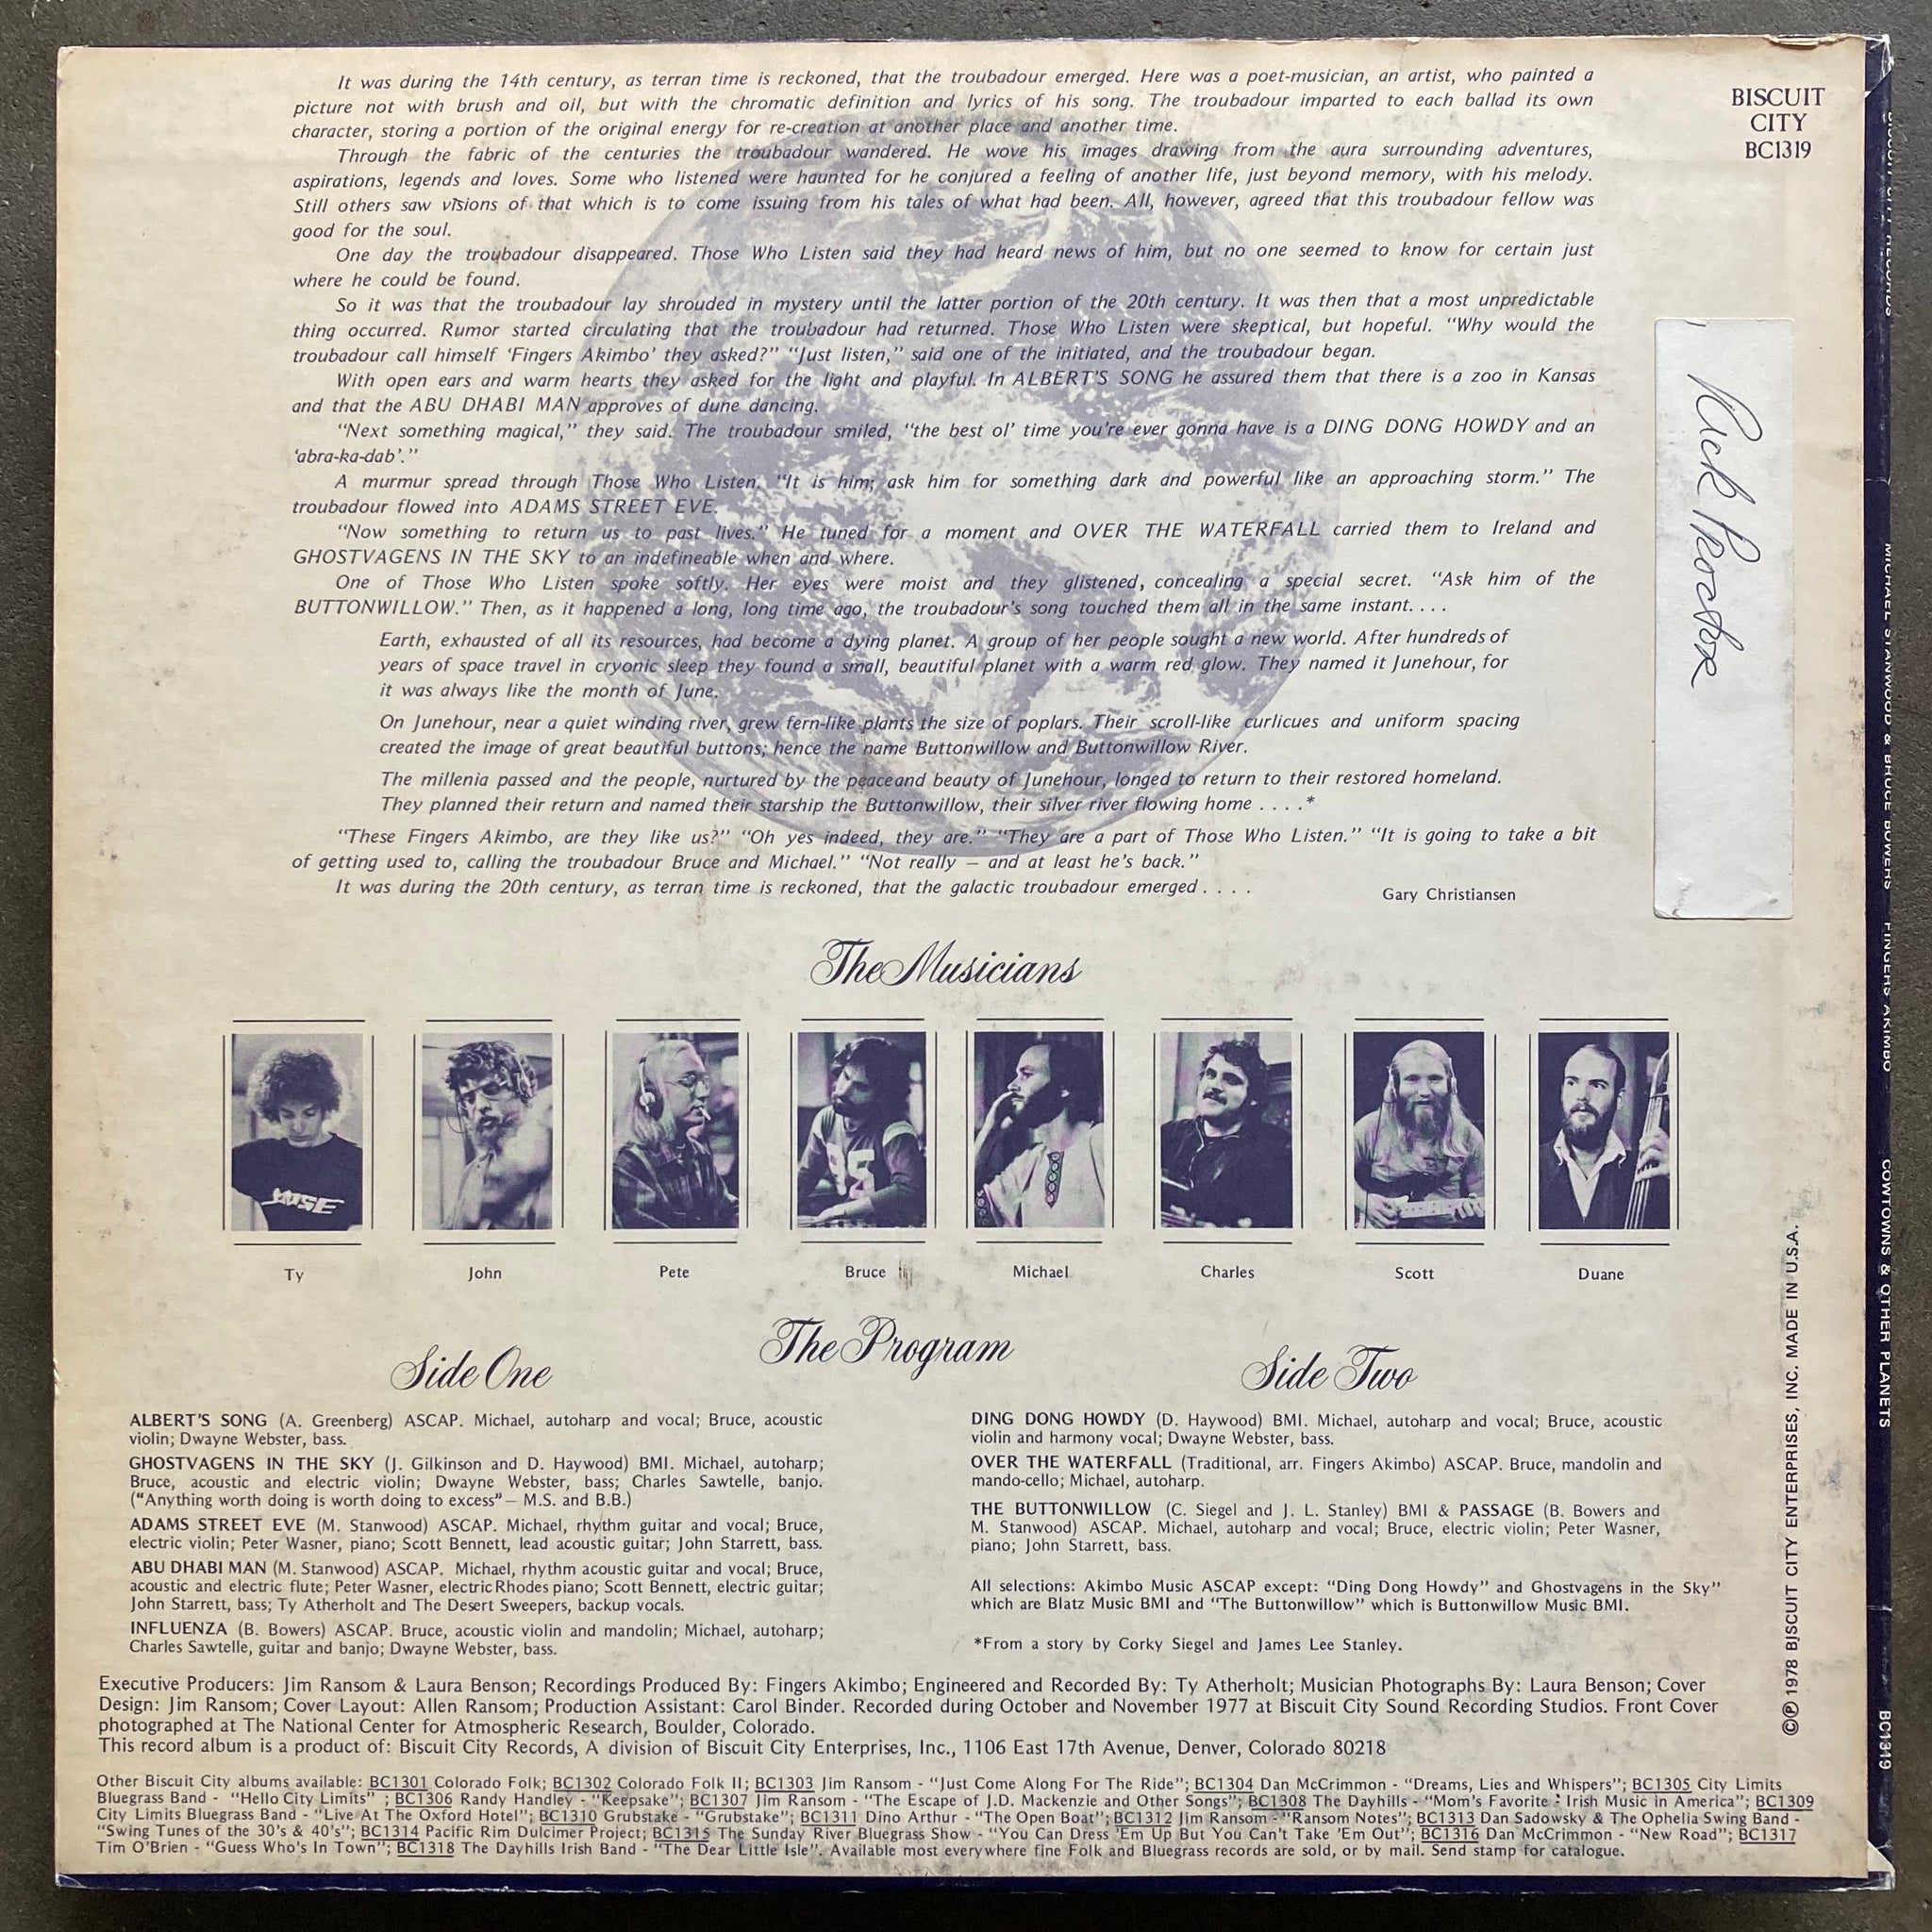 It was during the 14th century, as terran time is reckoned, that the troubadour emerged. Here was a poet-musician, an artist, who painted a
picture not with brush and oil, but with the chromatic definition and lyrics of his song. The troubadour imparted to each ballad its own
character, storing a portion of the original energy for re-creation at another place and another time.
Through the fabric of the centuries the troubadour wandered. He wove his images drawing from the aura surrounding adventures,
aspirations, legends and loves. Some who listened were haunted for he conjured a feeling of another life, just beyond memory, with his melody.
Still others saw visions of that which is to come issuing from his tales of what had been. All, however, agreed that this troubadour fellow was
good for the soul.
One day the troubadour disappeared. Those Who Listen said they had heard news of him, but no one seemed to know for certain just
where he could be found.
So it was that the troubadour lay shrouded in mystery until the latter portion of the 20th century. It was then that a most unpredictable
thing occurred. Rumor started circulating that the troubadour had returned. Those Who Listen were skeptical, but hopeful. “Why would the
troubadour call himself ‘Fingers Akimbo’ they asked?” “Just listen,” said one of the initiated, and the troubadour began.
With open ears and warm hearts they asked for the light and playful. In ALBERT’S SONG he assured them that there is a zoo in Kansas
and that the ABU DHABI MAN approves of dune dancing.
“Next something magical,” they said. The troubadour smiled, “the best ol’ time you’re ever gonna have is a DING DONG HOWDY and an
‘abra-ka-dab’.”
A murmur spread through Those Who Listen. “It is him; ask him for something dark and powerful like an approaching storm.” The
troubadour flowed into ADAMS STREET EVE.
“Now something to return us to past lives.” He tuned for a moment and OVER THE WATERFALL carried them to Ireland and
GHOSTVAGENS IN THE SKY to an indefineable when and where.
One of Those Who Listen spoke softly. Her eyes were moist and they glistened, concealing a special secret. “Ask him of the
BUTTONWILLOW.” Then, as it happened a long, long time ago, the troubadour’s song touched them all in the same instant. . . .
Earth, exhausted of all its resources, had become a dying planet. A group of her people sought a new world. After hundreds of
years of space travel in cryonic sleep they found a small, beautiful planet with a warm red glow. They named it Junehour, for
it was always like the month of June.
On Junehour, near a quiet winding river, grew fern-like plants the size of poplars. Their scroll-like curlicues and uniform spacing
created the image of great beautiful buttons; hence the name Buttonwillow and Buttonwillow River.
The millenia passed and the people, nurtured by the peaceand beauty of Junehour, longed to return to their restored homeland.
They planned their return and named their starship the Buttonwillow, their silver river flowing home . . . .*
“These Fingers Akimbo, are they like us?” “Oh yes indeed, they are.” “They are a part of Those Who Listen.” “It is going to take a bit
of getting used to, calling the troubadour Bruce and Michael.” “Not really — and at least he’s back.”
It was during the 20th century, as terran time is reckoned, that the galactic troubadour emerged . . . .
Gary Christiansen
BISCUIT
CITY
BC1319
Rick Proctor
The Musicians
WISE
15
Ty
John
Pete
Bruce
Michael
Charles
Scott
Duane
The Program
Side One
ALBERT’S SONG (A. Greenberg) ASCAP. Michael, autoharp and vocal; Bruce, acoustic
violin; Dwayne Webster, bass.
GHOSTVAGENS IN THE SKY (J. Gilkinson and D. Haywood) BMI. Michael, autoharp;
Bruce, acoustic and electric violin; Dwayne Webster, bass; Charles Sawtelle, banjo.
(“Anything worth doing is worth doing to excess” — M.S. and B.B.)
ADAMS STREET EVE (M. Stanwood) ASCAP. Michael, rhythm guitar and vocal; Bruce,
electric violin; Peter Wasner, piano; Scott Bennett, lead acoustic guitar; John Starrett, bass.
ABU DHABI MAN (M. Stanwood) ASCAP. Michael, rhythm acoustic guitar and vocal; Bruce,
acoustic and electric flute; Peter Wasner, electric Rhodes piano; Scott Bennett, electric guitar;
John Starrett, bass; Ty Atherholt and The Desert Sweepers, backup vocals.
INFLUENZA (B. Bowers) ASCAP. Bruce, acoustic violin and mandolin; Michael, autoharp;
Charles Sawtelle, guitar and banjo; Dwayne Webster, bass.
Side Two
DING DONG HOWDY (D. Haywood) BMI. Michael, autoharp and vocal; Bruce, acoustic
violin and harmony vocal; Dwayne Webster, bass.
OVER THE WATERFALL (Traditional, arr. Fingers Akimbo) ASCAP. Bruce, mandolin and
mando-cello; Michael, autoharp.
THE BUTTONWILLOW (C. Siegel and J. L. Stanley) BMI & PASSAGE (B. Bowers and
M. Stanwood) ASCAP. Michael, autoharp and vocal; Bruce, electric violin; Peter Wasner,
piano; John Starrett, bass.
All selections: Akimbo Music ASCAP except: “Ding Dong Howdy” and Ghostvagens in the Sky”
which are Blatz Music BMI and “The Buttonwillow” which is Buttonwillow Music BMI.
*From a story by Corky Siegel and James Lee Stanley.
Executive Producers: Jim Ransom & Laura Benson; Recordings Produced By: Fingers Akimbo; Engineered and Recorded By: Ty Atherholt; Musician Photographs By: Laura Benson; Cover
Design: Jim Ransom; Cover Layout: Allen Ransom; Production Assistant: Carol Binder. Recorded during October and November 1977 at Biscuit City Sound Recording Studios. Front Cover
photographed at The National Center for Atmospheric Research, Boulder, Colorado.
This record album is a product of: Biscuit City Records, A division of Biscuit City Enterprises, Inc., 1106 East 17th Avenue, Denver, Colorado 80218
Other Biscuit City albums available: BC1301 Colorado Folk; BC1302 Colorado Folk II; BC1303 Jim Ransom - “Just Come Along For The Ride”; BC1304 Dan McCrimmon - “Dreams, Lies and Whispers”; BC1305 City Limits
Bluegrass Band - “Hello City Limits” ; BC1306 Randy Handley - “Keepsake”; BC1307 Jim Ransom - “The Escape of J.D. Mackenzie and Other Songs”; BC1308 The Dayhills - “Mom’s Favorite : Irish Music in America”; BC1309
City Limits Bluegrass Band - “Live At The Oxford Hotel”; BC1310 Grubstake - “Grubstake”; BC1311 Dino Arthur - “The Open Boat”; BC1312 Jim Ransom - “Ransom Notes”; BC1313 Dan Sadowsky & The Ophelia Swing Band -
“Swing Tunes of the 30’s & 40’s”; BC1314 Pacific Rim Dulcimer Project; BC1315 The Sunday River Bluegrass Show - “You Can Dress ’Em Up But You Can’t Take ’Em Out”; BC1316 Dan McCrimmon - “New Road”; BC1317
Tim O’Brien - “Guess Who’s In Town”; BC1318 The Dayhills Irish Band - “The Dear Little Isle”. Available most everywhere fine Folk and Bluegrass records are sold, or by mail. Send stamp for catalogue.
©℗ 1978 BISCUIT CITY ENTERPRISES, INC. MADE IN U.S.A.
BISCUIT CITY RECORDS MICHAEL STANWOOD & BRUCE BOWERS FINGERS AKIMBO COWTOWNS & OTHER PLANETS BC1319